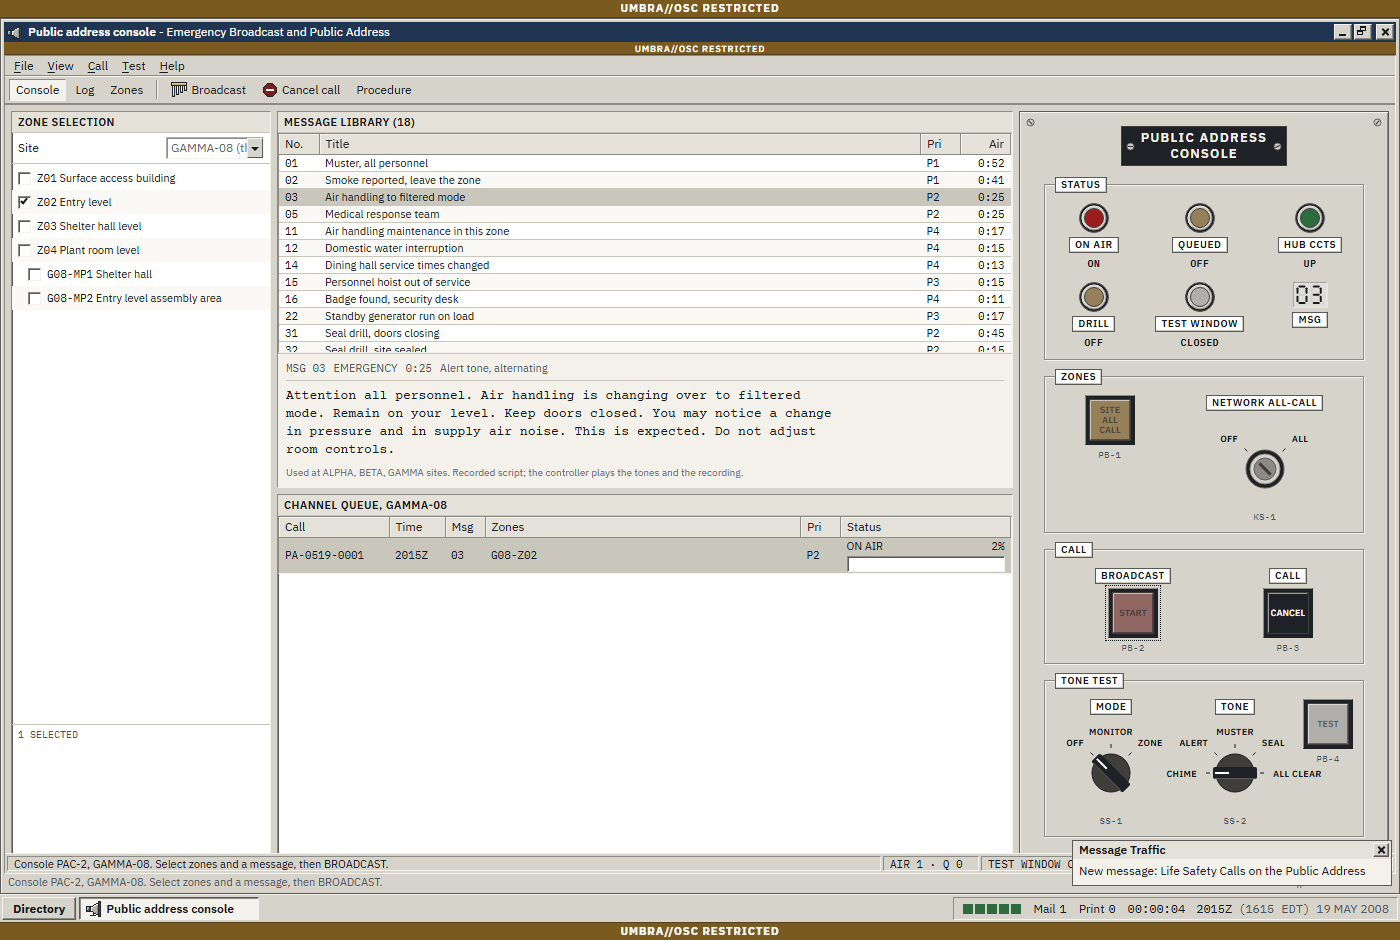 UMBRA//OSC RESTRICTED
Public address console - Emergency Broadcast and Public Address
UMBRA//OSC RESTRICTED
File View Call Test Help
Console Log Zones Broadcast Cancel call Procedure
ZONE SELECTION
Site GAMMA-08 (th
Z01 Surface access building
Z02 Entry level
Z03 Shelter hall level
Z04 Plant room level
G08-MP1 Shelter hall
G08-MP2 Entry level assembly area
1 SELECTED
MESSAGE LIBRARY (18)
No. Title Pri Air
01 Muster, all personnel P1 0:52
02 Smoke reported, leave the zone P1 0:41
03 Air handling to filtered mode P2 0:25
05 Medical response team P2 0:25
11 Air handling maintenance in this zone P4 0:17
12 Domestic water interruption P4 0:15
14 Dining hall service times changed P4 0:13
15 Personnel hoist out of service P3 0:15
16 Badge found, security desk P4 0:11
22 Standby generator run on load P3 0:17
31 Seal drill, doors closing P2 0:45
32 Seal drill, site sealed P2 0:15
MSG 03 EMERGENCY 0:25 Alert tone, alternating
Attention all personnel. Air handling is changing over to filtered
mode. Remain on your level. Keep doors closed. You may notice a change
in pressure and in supply air noise. This is expected. Do not adjust
room controls.
Used at ALPHA, BETA, GAMMA sites. Recorded script; the controller plays the tones and the recording.
CHANNEL QUEUE, GAMMA-08
Call Time Msg Zones Pri Status
PA-0519-0001 2015Z 03 G08-Z02 P2 ON AIR 2%
PUBLIC ADDRESS
CONSOLE
STATUS
ON AIR QUEUED HUB CCTS
ON OFF UP
03
DRILL TEST WINDOW MSG
OFF CLOSED
ZONES
SITE
ALL
CALL
PB-1
NETWORK ALL-CALL
OFF ALL
KS-1
CALL
BROADCAST CALL
START CANCEL
PB-2 PB-3
TONE TEST
MODE TONE
TEST
PB-4
MONITOR MUSTER
OFF ZONE ALERT SEAL
CHIME ALL CLEAR
SS-1 SS-2
Console PAC-2, GAMMA-08. Select zones and a message, then BROADCAST. AIR 1 · Q 0 TEST WINDOW C
Console PAC-2, GAMMA-08. Select zones and a message, then BROADCAST.
Message Traffic
New message: Life Safety Calls on the Public Address
Directory Public address console Mail 1 Print 0 00:00:04 2015Z (1615 EDT) 19 MAY 2008
UMBRA//OSC RESTRICTED